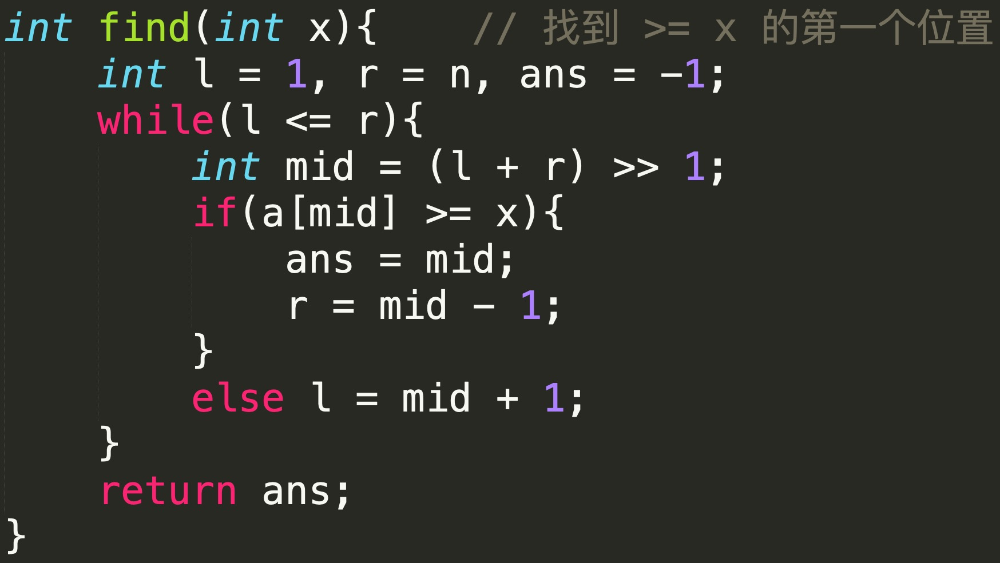 int find(int x){    // 找到 >= x 的第一个位置
    int l = 1, r = n, ans = -1;
    while(l <= r){
        int mid = (l + r) >> 1;
        if(a[mid] >= x){
            ans = mid;
            r = mid - 1;
        }
        else l = mid + 1;
    }
    return ans;
}